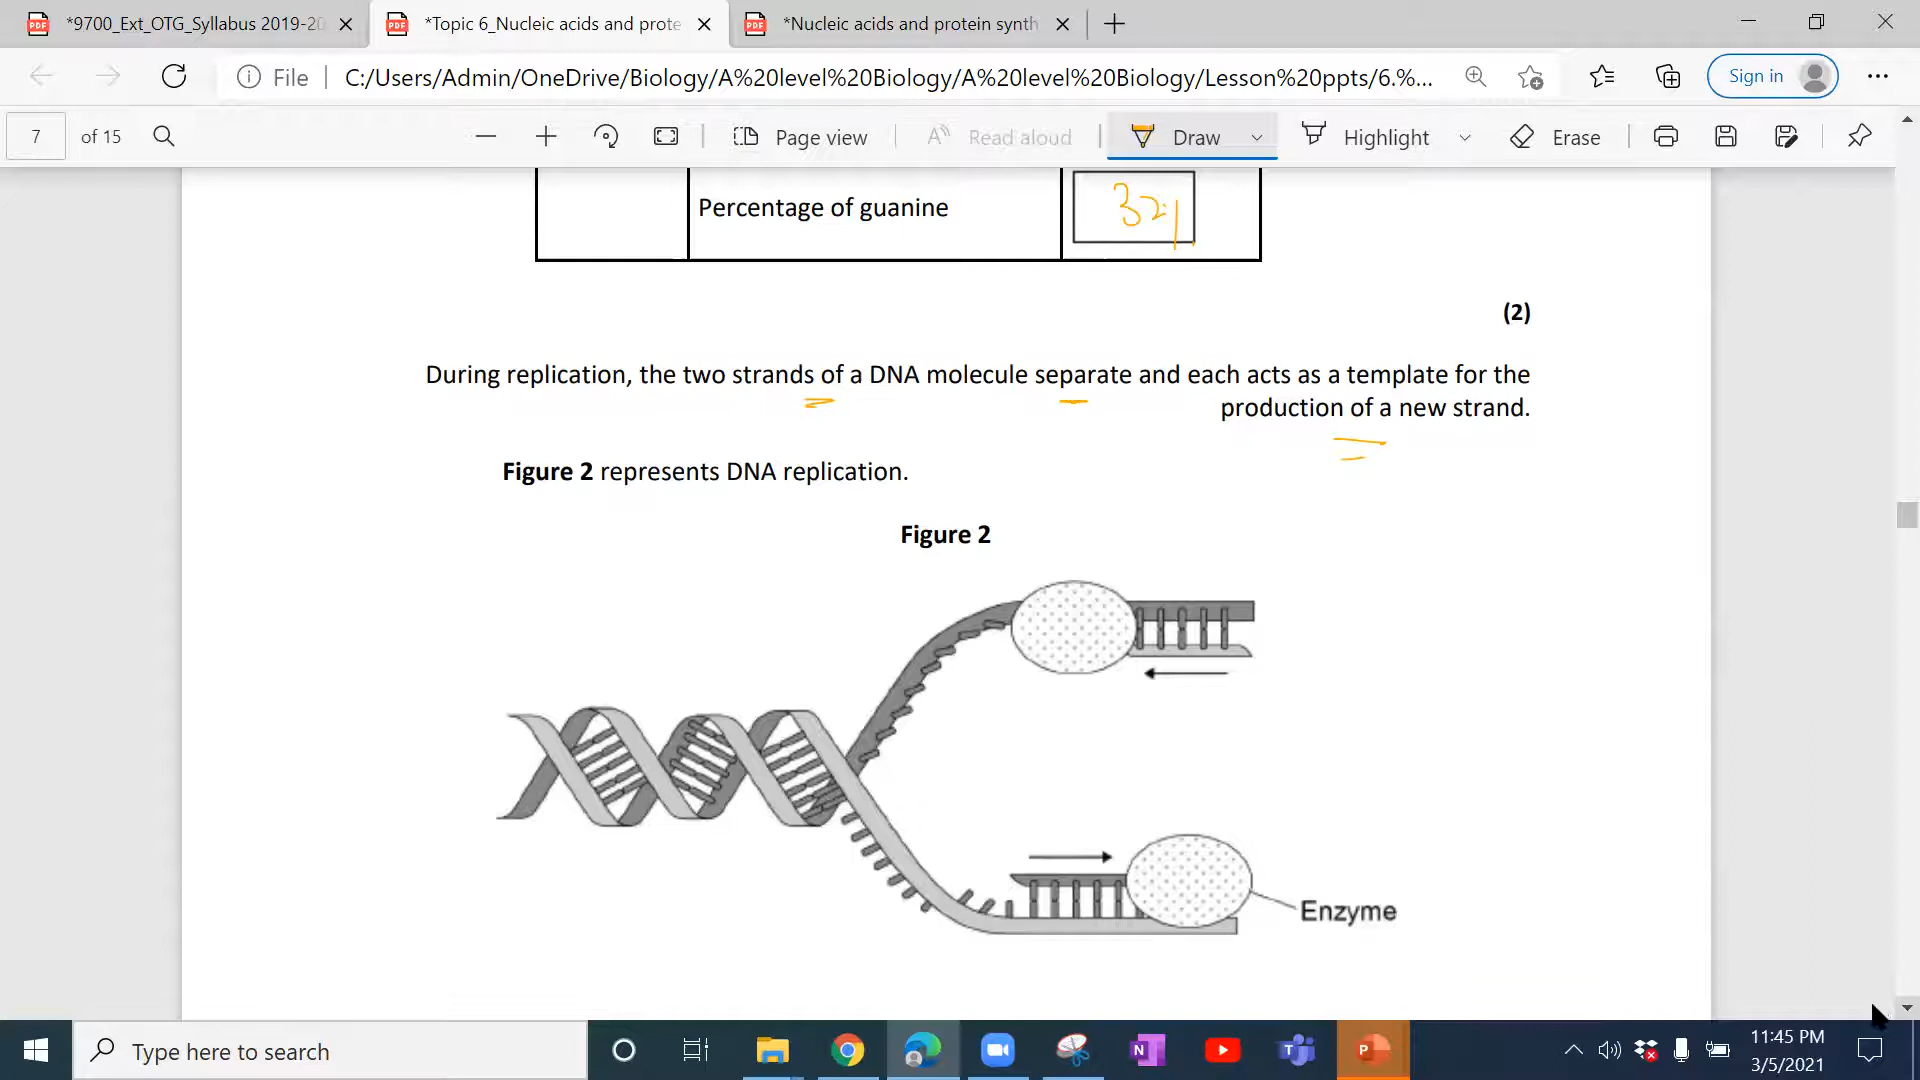 *9700_Ext_OTG_Syllabus 2019-20
*Topic 6_Nucleic acids and prote
*Nucleic acids and protein synth
File
C:/Users/Admin/OneDrive/Biology/A%20level%20Biology/A%20level%20Biology/Lesson%20ppts/6.%...
Sign in
7 of 15
Page view
Read aloud
Draw
Highlight
Erase
Percentage of guanine
(2)
During replication, the two strands of a DNA molecule separate and each acts as a template for the
production of a new strand.
Figure 2 represents DNA replication.
Figure 2
Enzyme
Type here to search
11:45 PM
3/5/2021